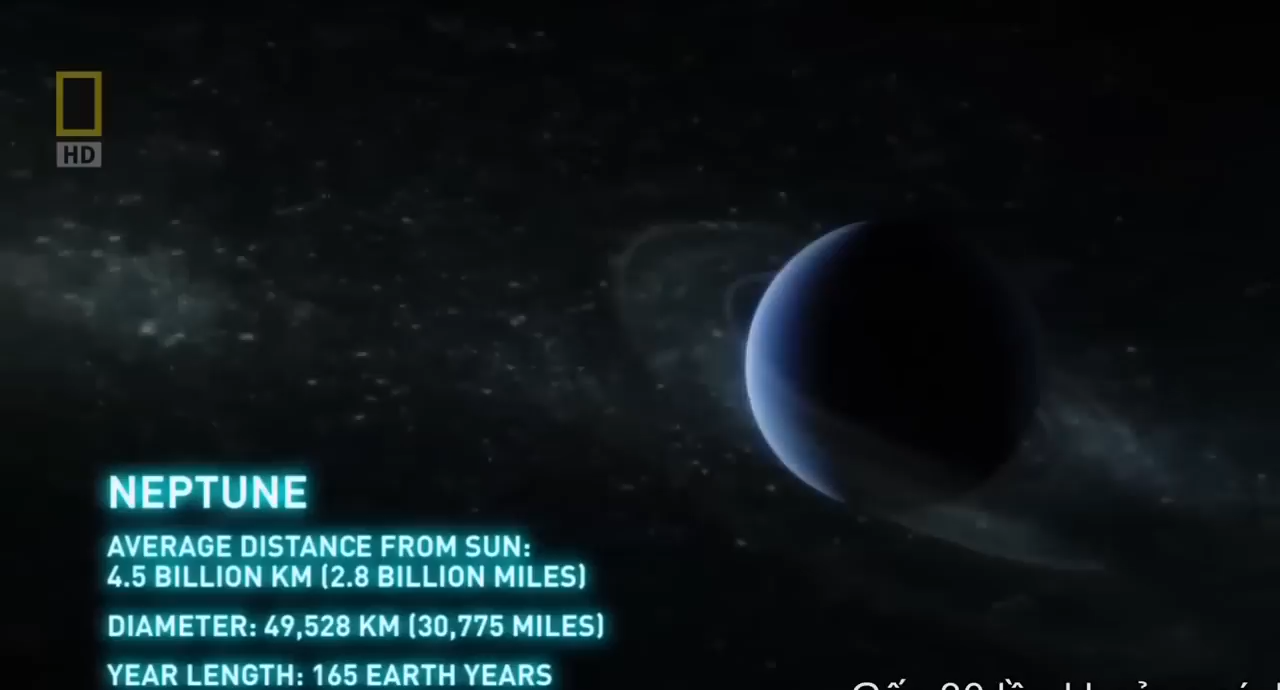 HD
NEPTUNE
AVERAGE DISTANCE FROM SUN:
4.5 BILLION KM (2.8 BILLION MILES)
DIAMETER: 49,528 KM (30,775 MILES)
YEAR LENGTH: 165 EARTH YEARS